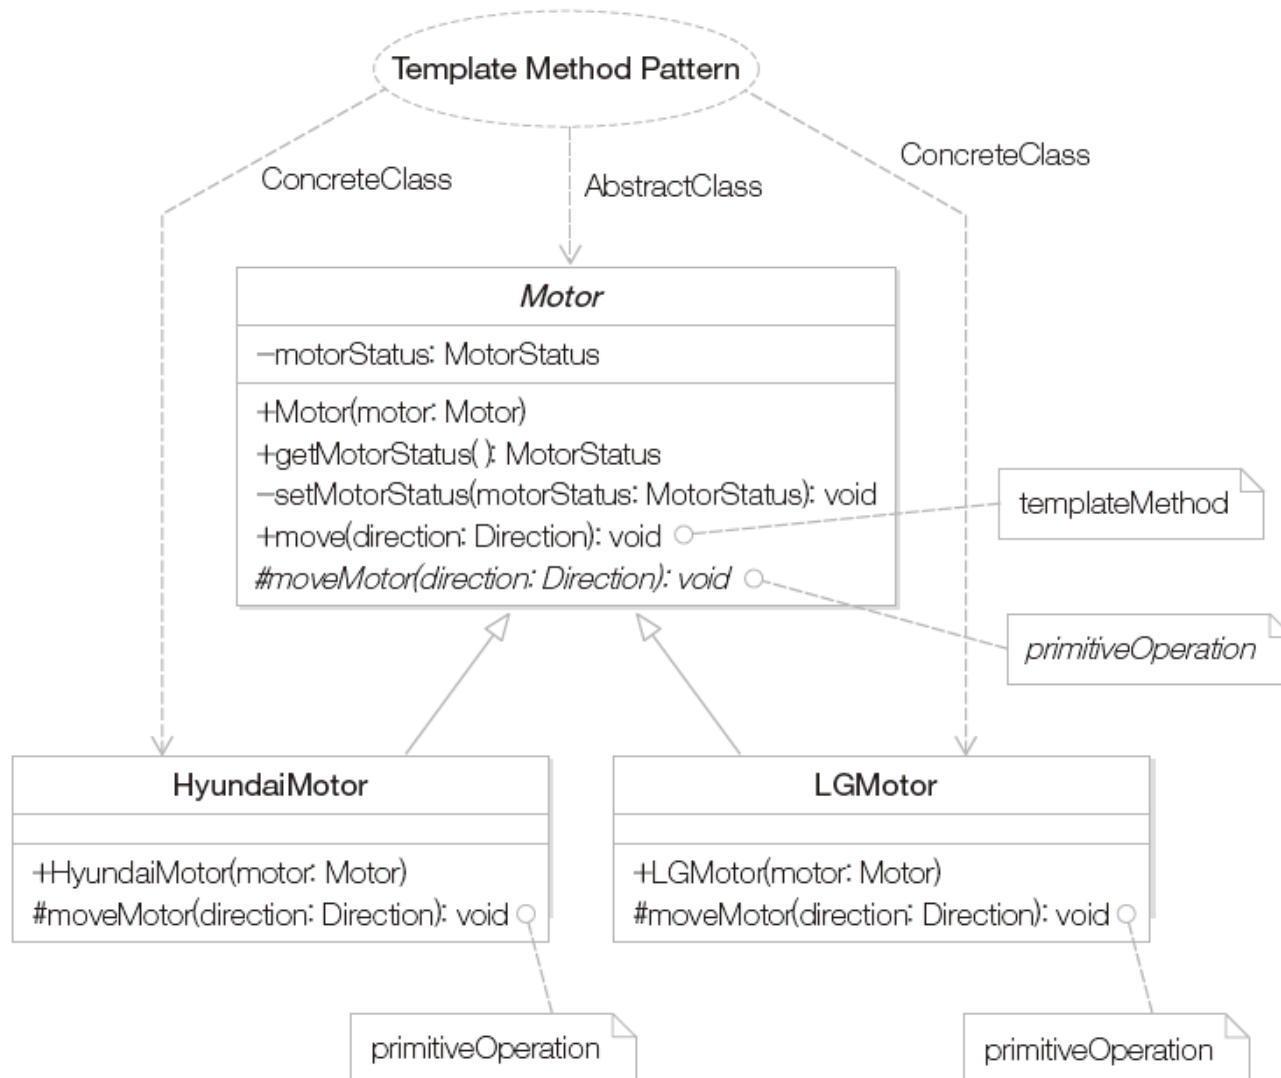 Template Method Pattern
ConcreteClass
AbstractClass
ConcreteClass
Motor
-motorStatus: MotorStatus
+Motor(motor: Motor)
+getMotorStatus( ): MotorStatus
-setMotorStatus(motorStatus: MotorStatus): void
+move(direction: Direction): void
templateMethod
#moveMotor(direction: Direction): void
primitiveOperation
HyundaiMotor
+HyundaiMotor(motor: Motor)
#moveMotor(direction: Direction): void
primitiveOperation
LGMotor
+LGMotor(motor: Motor)
#moveMotor(direction: Direction): void
primitiveOperation